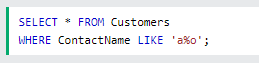 SELECT * FROM Customers
WHERE ContactName LIKE 'a%o';